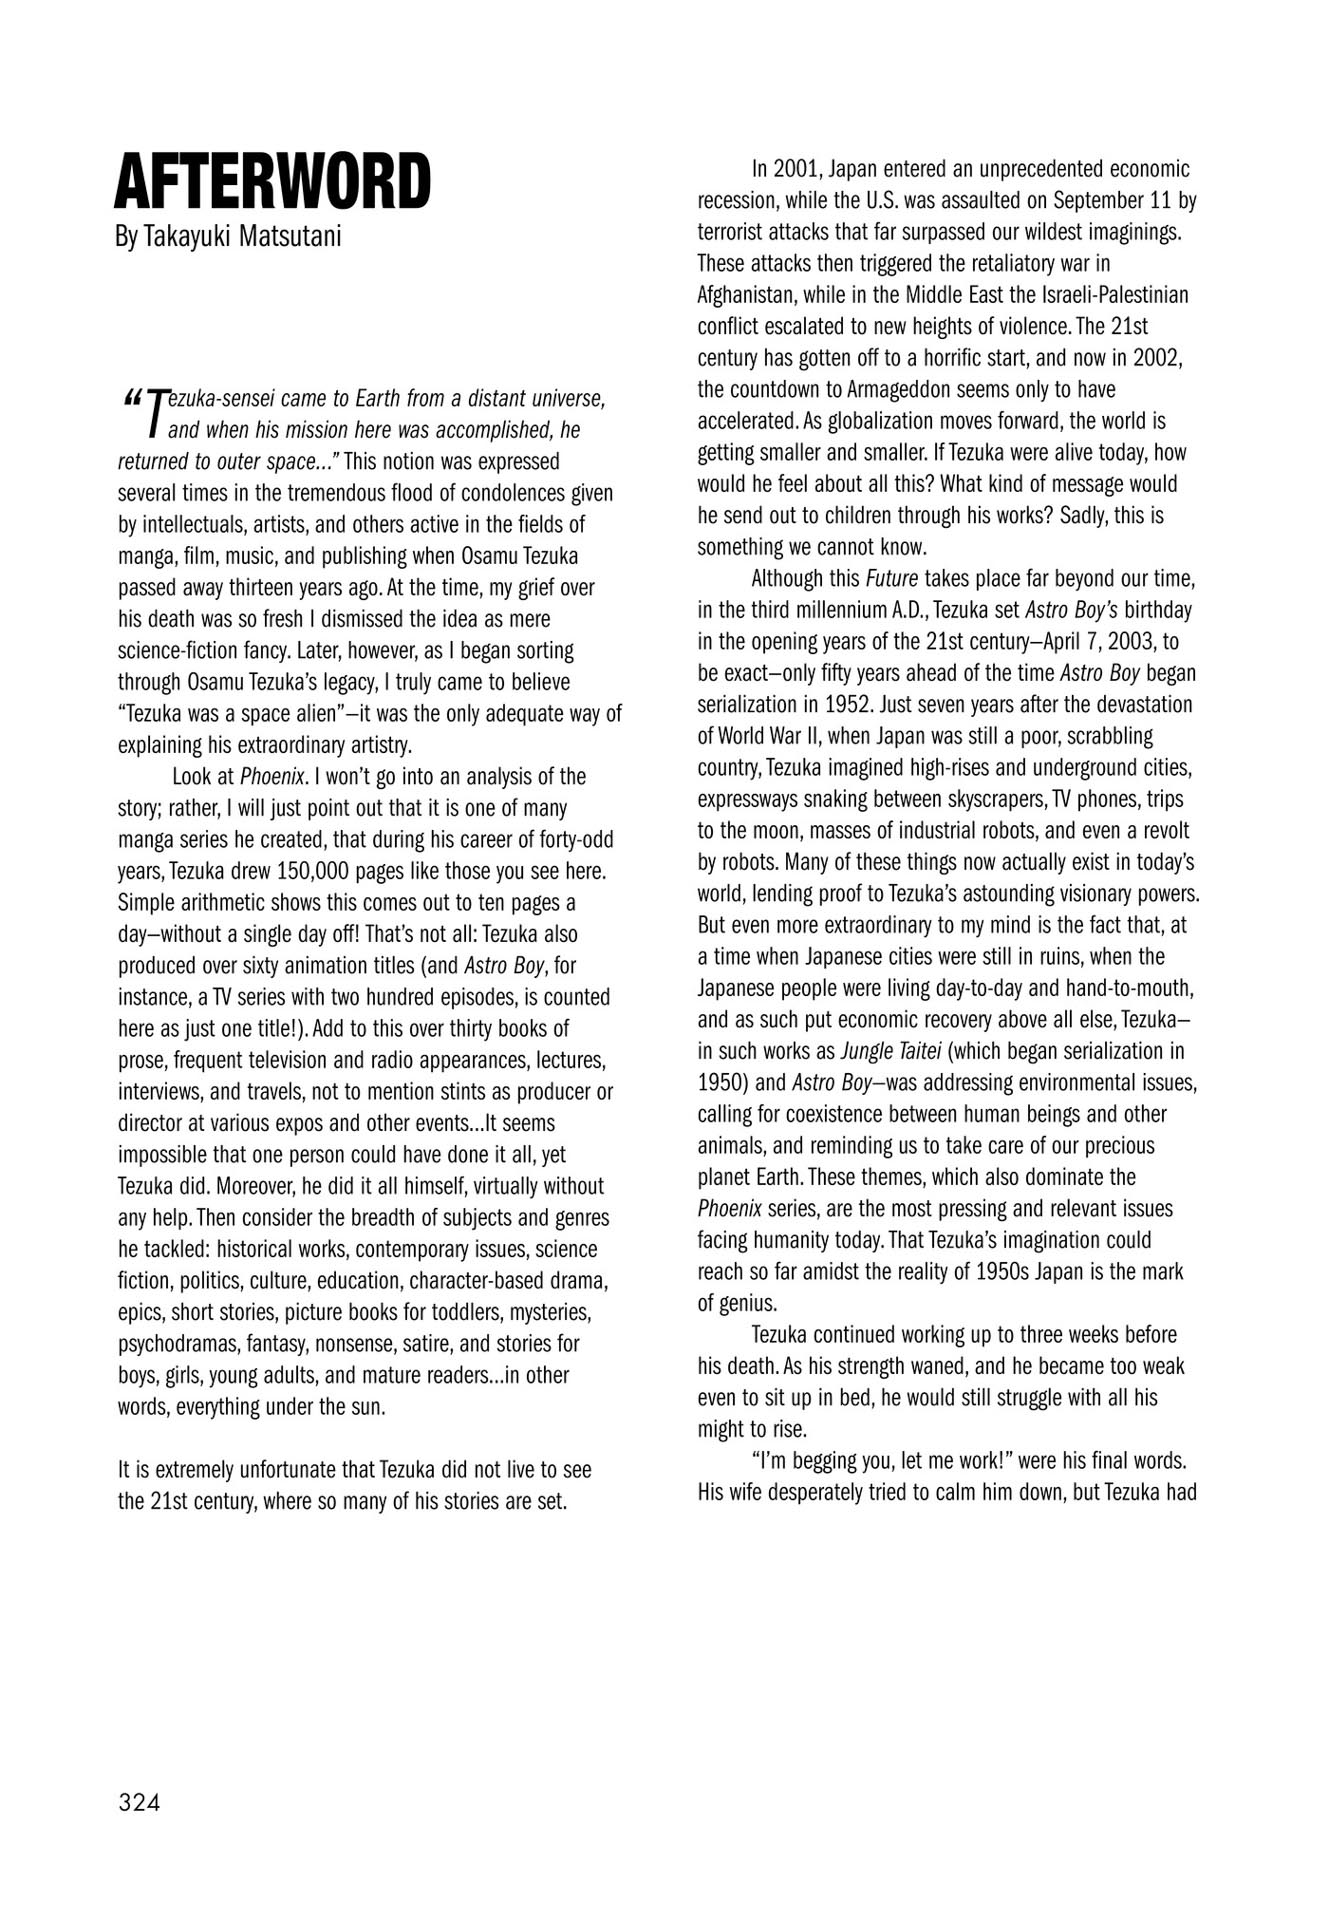 AFTERWORD
By Takayuki Matsutani
“Tezuka-sensei came to Earth from a distant universe,
and when his mission here was accomplished, he
returned to outer space...” This notion was expressed
several times in the tremendous flood of condolences given
by intellectuals, artists, and others active in the fields of
manga, film, music, and publishing when Osamu Tezuka
passed away thirteen years ago. At the time, my grief over
his death was so fresh I dismissed the idea as mere
science-fiction fancy. Later, however, as I began sorting
through Osamu Tezuka’s legacy, I truly came to believe
“Tezuka was a space alien”—it was the only adequate way of
explaining his extraordinary artistry.
Look at Phoenix. I won’t go into an analysis of the
story; rather, I will just point out that it is one of many
manga series he created, that during his career of forty-odd
years, Tezuka drew 150,000 pages like those you see here.
Simple arithmetic shows this comes out to ten pages a
day—without a single day off! That’s not all: Tezuka also
produced over sixty animation titles (and Astro Boy, for
instance, a TV series with two hundred episodes, is counted
here as just one title!). Add to this over thirty books of
prose, frequent television and radio appearances, lectures,
interviews, and travels, not to mention stints as producer or
director at various expos and other events...It seems
impossible that one person could have done it all, yet
Tezuka did. Moreover, he did it all himself, virtually without
any help. Then consider the breadth of subjects and genres
he tackled: historical works, contemporary issues, science
fiction, politics, culture, education, character-based drama,
epics, short stories, picture books for toddlers, mysteries,
psychodramas, fantasy, nonsense, satire, and stories for
boys, girls, young adults, and mature readers...in other
words, everything under the sun.
It is extremely unfortunate that Tezuka did not live to see
the 21st century, where so many of his stories are set.
In 2001, Japan entered an unprecedented economic
recession, while the U.S. was assaulted on September 11 by
terrorist attacks that far surpassed our wildest imaginings.
These attacks then triggered the retaliatory war in
Afghanistan, while in the Middle East the Israeli-Palestinian
conflict escalated to new heights of violence. The 21st
century has gotten off to a horrific start, and now in 2002,
the countdown to Armageddon seems only to have
accelerated. As globalization moves forward, the world is
getting smaller and smaller. If Tezuka were alive today, how
would he feel about all this? What kind of message would
he send out to children through his works? Sadly, this is
something we cannot know.
Although this Future takes place far beyond our time,
in the third millennium A.D., Tezuka set Astro Boy’s birthday
in the opening years of the 21st century—April 7, 2003, to
be exact—only fifty years ahead of the time Astro Boy began
serialization in 1952. Just seven years after the devastation
of World War II, when Japan was still a poor, scrabbling
country, Tezuka imagined high-rises and underground cities,
expressways snaking between skyscrapers, TV phones, trips
to the moon, masses of industrial robots, and even a revolt
by robots. Many of these things now actually exist in today’s
world, lending proof to Tezuka’s astounding visionary powers.
But even more extraordinary to my mind is the fact that, at
a time when Japanese cities were still in ruins, when the
Japanese people were living day-to-day and hand-to-mouth,
and as such put economic recovery above all else, Tezuka—
in such works as Jungle Taitei (which began serialization in
1950) and Astro Boy—was addressing environmental issues,
calling for coexistence between human beings and other
animals, and reminding us to take care of our precious
planet Earth. These themes, which also dominate the
Phoenix series, are the most pressing and relevant issues
facing humanity today. That Tezuka’s imagination could
reach so far amidst the reality of 1950s Japan is the mark
of genius.
Tezuka continued working up to three weeks before
his death. As his strength waned, and he became too weak
even to sit up in bed, he would still struggle with all his
might to rise.
“I’m begging you, let me work!” were his final words.
His wife desperately tried to calm him down, but Tezuka had
324